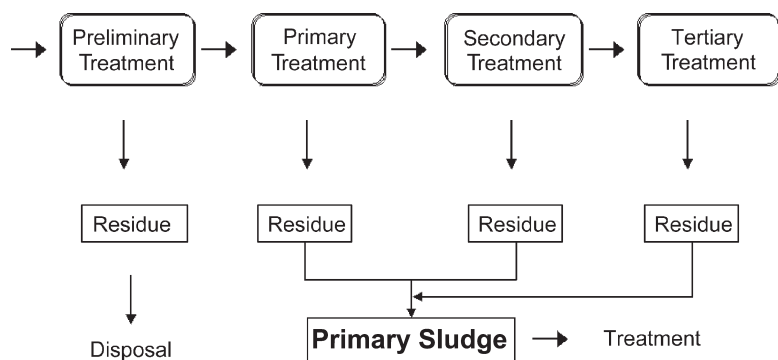 Preliminary
Treatment
Primary
Treatment
Secondary
Treatment
Tertiary
Treatment
Residue
Residue
Residue
Residue
Disposal
Primary Sludge
Treatment